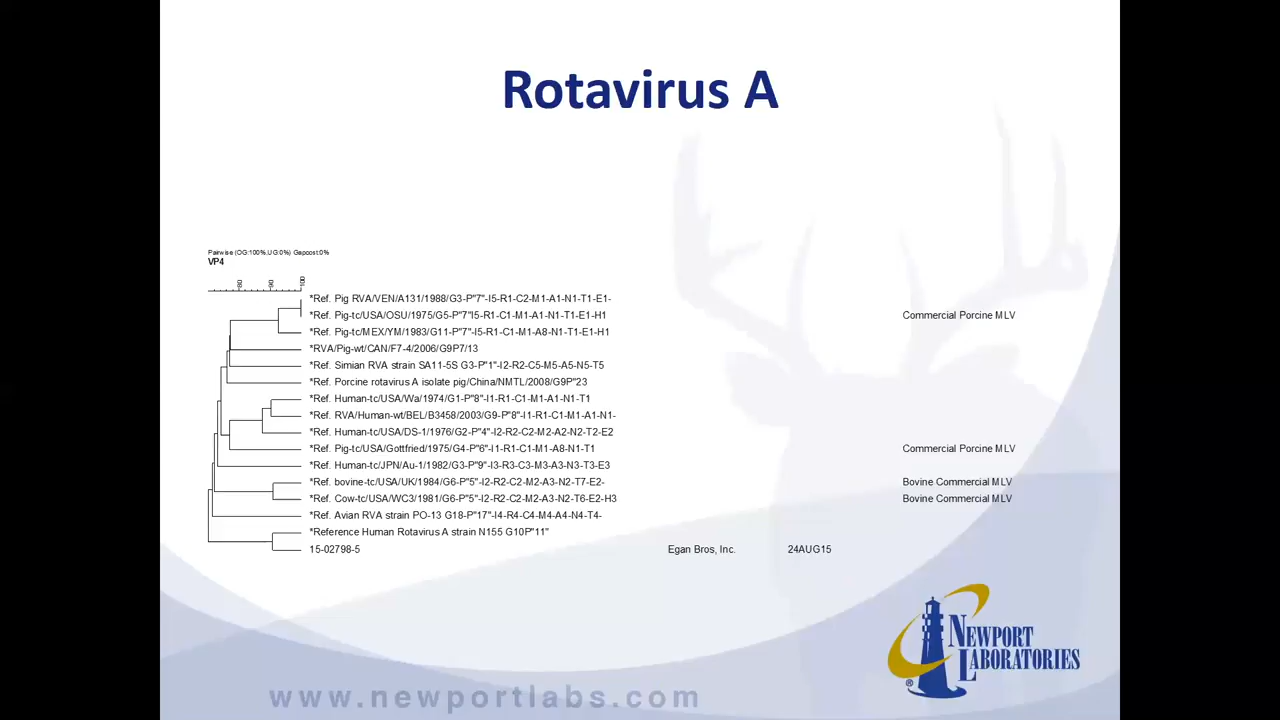 Rotavirus A
Pairwise (OG:100%,UG:0%) Gapcost:0%
VP4
80 90 100
*Ref. Pig RVA/VEN/A131/1988/G3-P"7"-I5-R1-C2-M1-A1-N1-T1-E1-
*Ref. Pig-tc/USA/OSU/1975/G5-P"7"I5-R1-C1-M1-A1-N1-T1-E1-H1 Commercial Porcine MLV
*Ref. Pig-tc/MEX/YM/1983/G11-P"7"-I5-R1-C1-M1-A8-N1-T1-E1-H1
*RVA/Pig-wt/CAN/F7-4/2006/G9P7/13
*Ref. Simian RVA strain SA11-5S G3-P"1"-I2-R2-C5-M5-A5-N5-T5
*Ref. Porcine rotavirus A isolate pig/China/NMTL/2008/G9P"23
*Ref. Human-tc/USA/Wa/1974/G1-P"8"-I1-R1-C1-M1-A1-N1-T1
*Ref. RVA/Human-wt/BEL/B3458/2003/G9-P"8"-I1-R1-C1-M1-A1-N1-
*Ref. Human-tc/USA/DS-1/1976/G2-P"4"-I2-R2-C2-M2-A2-N2-T2-E2
*Ref. Pig-tc/USA/Gottfried/1975/G4-P"6"-I1-R1-C1-M1-A8-N1-T1 Commercial Porcine MLV
*Ref. Human-tc/JPN/Au-1/1982/G3-P"9"-I3-R3-C3-M3-A3-N3-T3-E3
*Ref. bovine-tc/USA/UK/1984/G6-P"5"-I2-R2-C2-M2-A3-N2-T7-E2- Bovine Commercial MLV
*Ref. Cow-tc/USA/WC3/1981/G6-P"5"-I2-R2-C2-M2-A3-N2-T6-E2-H3 Bovine Commercial MLV
*Ref. Avian RVA strain PO-13 G18-P"17"-I4-R4-C4-M4-A4-N4-T4-
*Reference Human Rotavirus A strain N155 G10P"11"
15-02798-5 Egan Bros, Inc. 24AUG15
NEWPORT
LABORATORIES
®
www.newportlabs.com